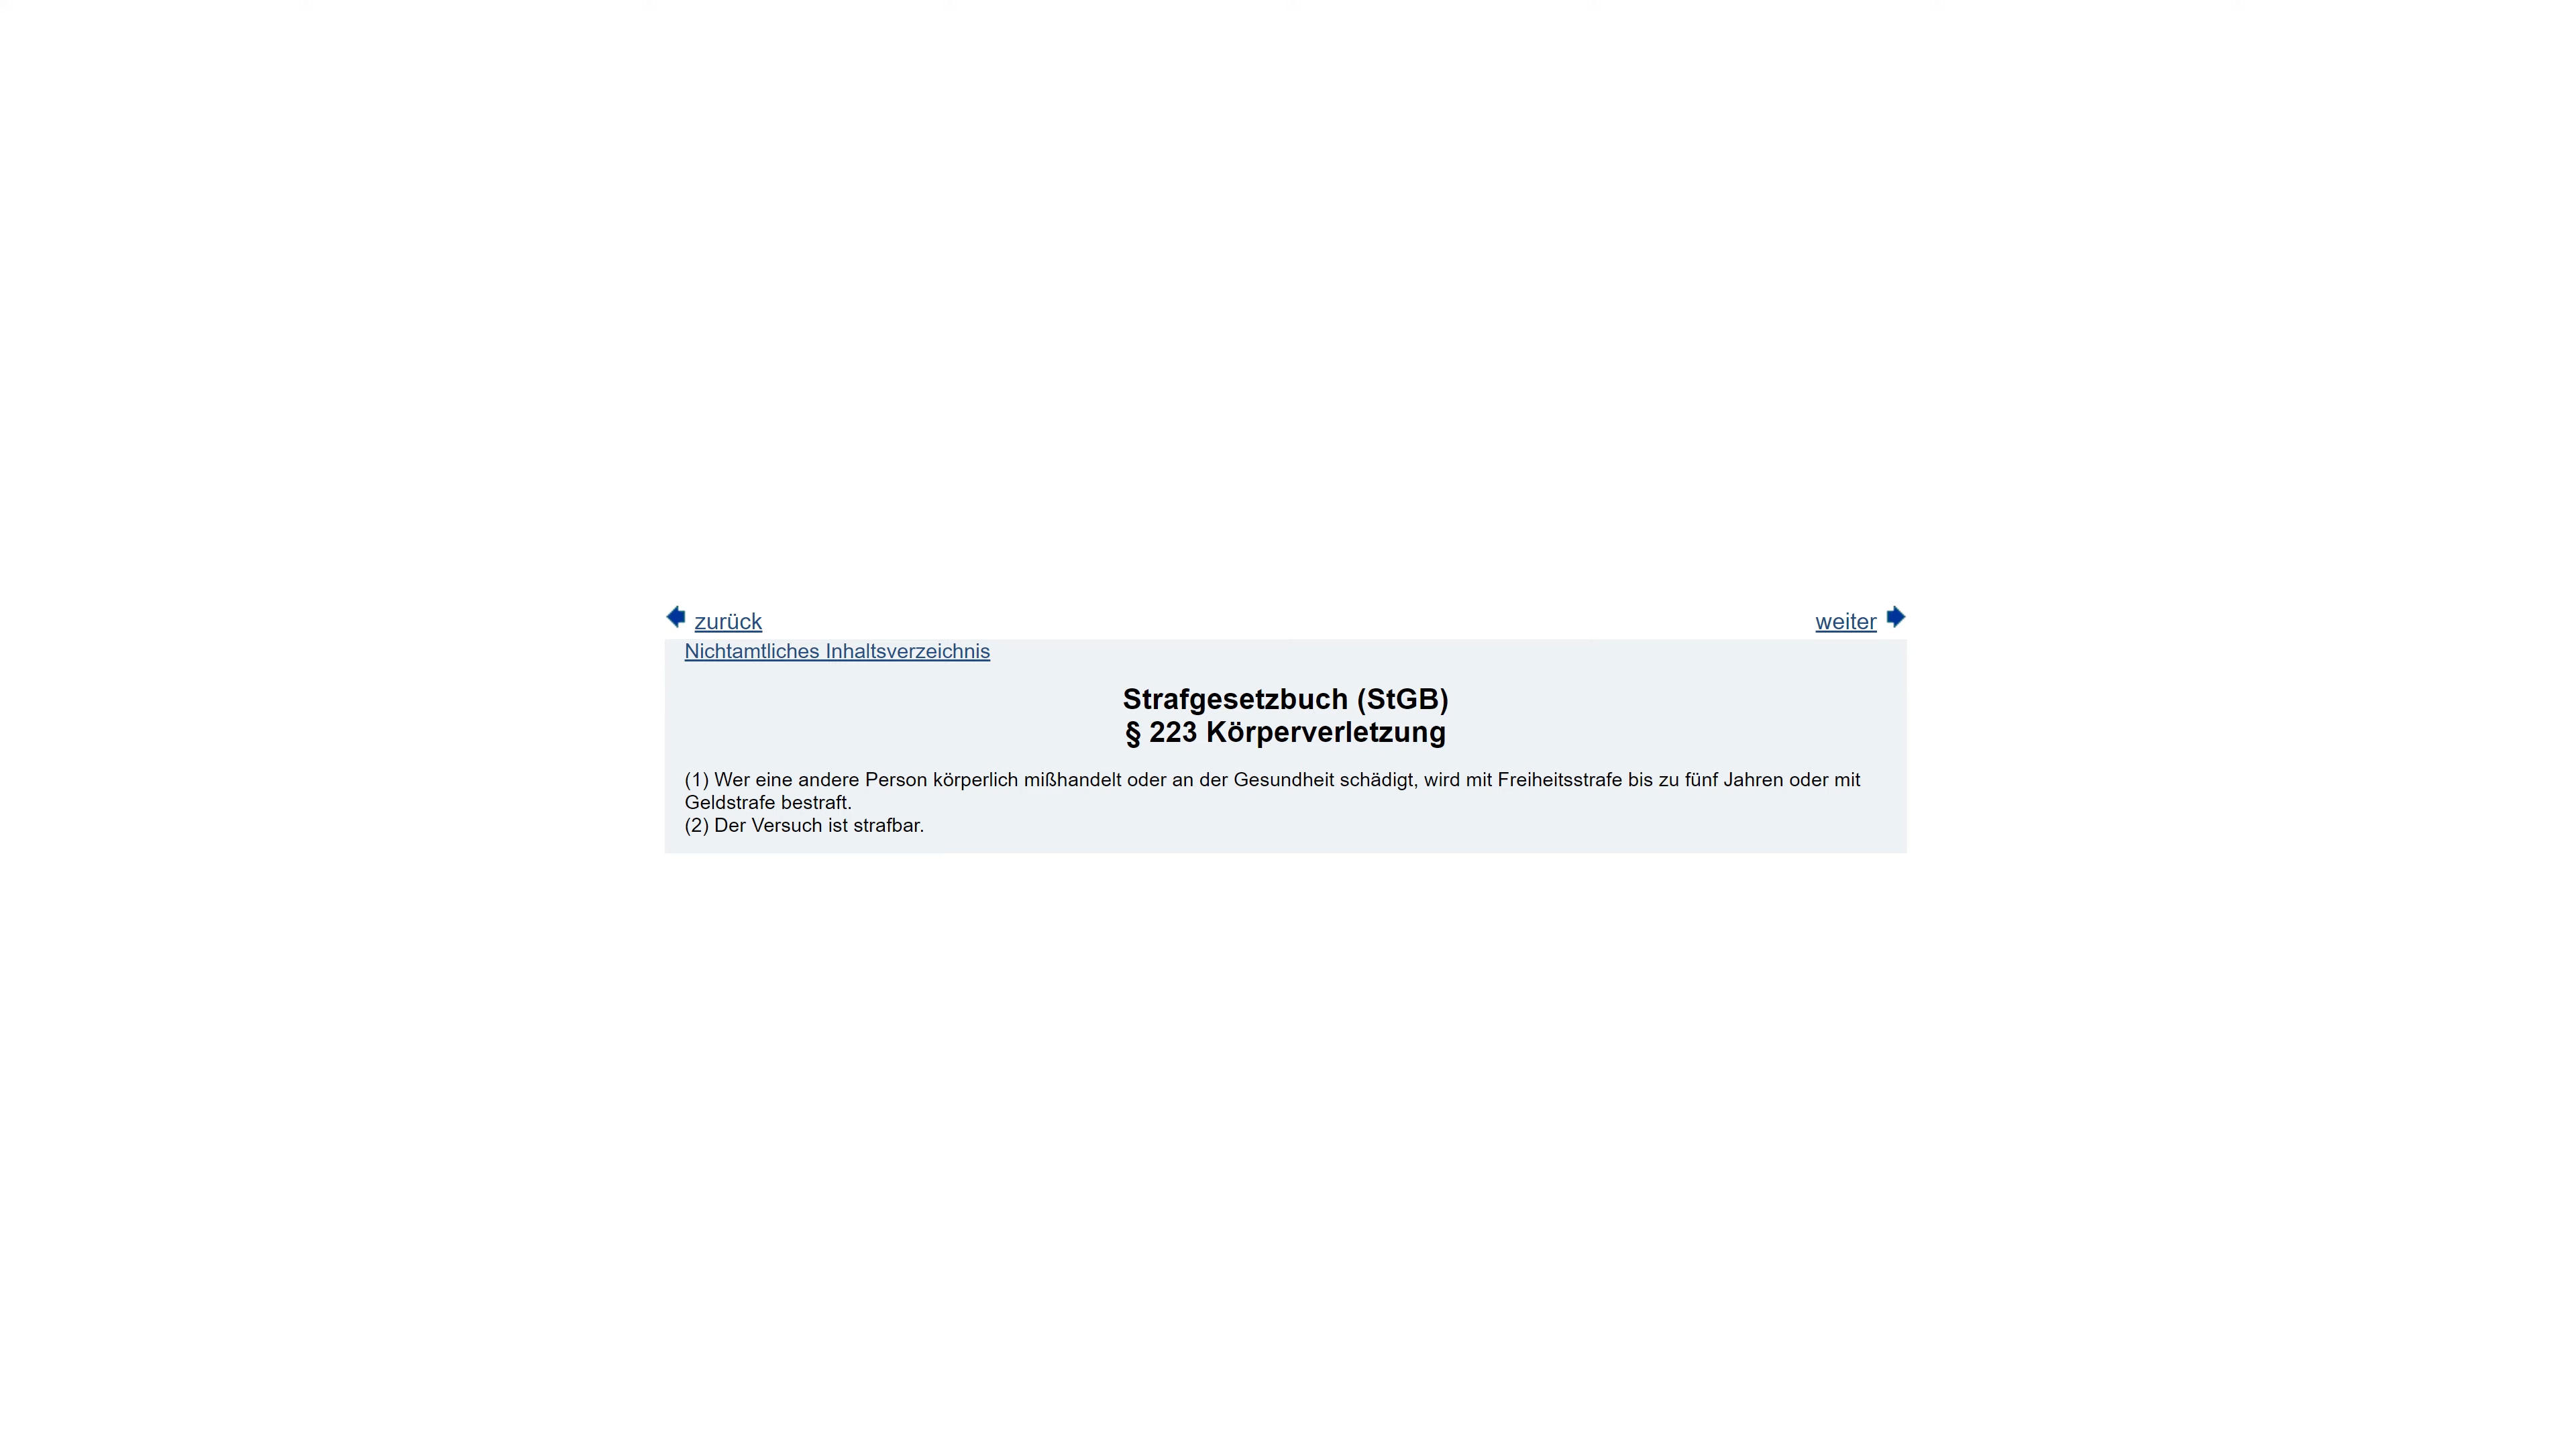 zurück
weiter
Nichtamtliches Inhaltsverzeichnis
Strafgesetzbuch (StGB)
§ 223 Körperverletzung
(1) Wer eine andere Person körperlich mißhandelt oder an der Gesundheit schädigt, wird mit Freiheitsstrafe bis zu fünf Jahren oder mit
Geldstrafe bestraft.
(2) Der Versuch ist strafbar.